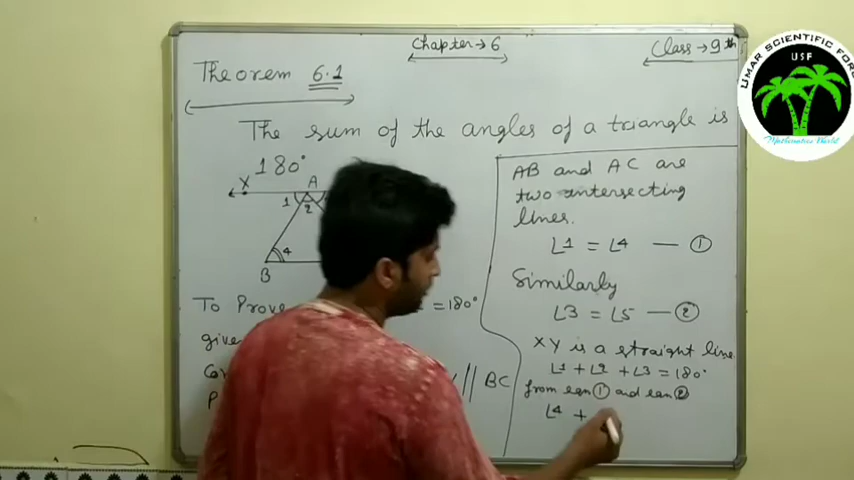 Chapter → 6
Class → 9th
Theorem 6.1
The sum of the angles of a triangle is
180°
X A
1 2
4
B
To Prove
= 180°
// BC
AB and AC are
two intersecting
lines.
∠1 = ∠4 — ①
Similarly
∠3 = ∠5 — ②
XY is a straight line.
∠1 + ∠2 + ∠3 = 180°
from eqn ① and eqn ②
∠4 +
UMAR SCIENTIFIC
USF
Mathematics World